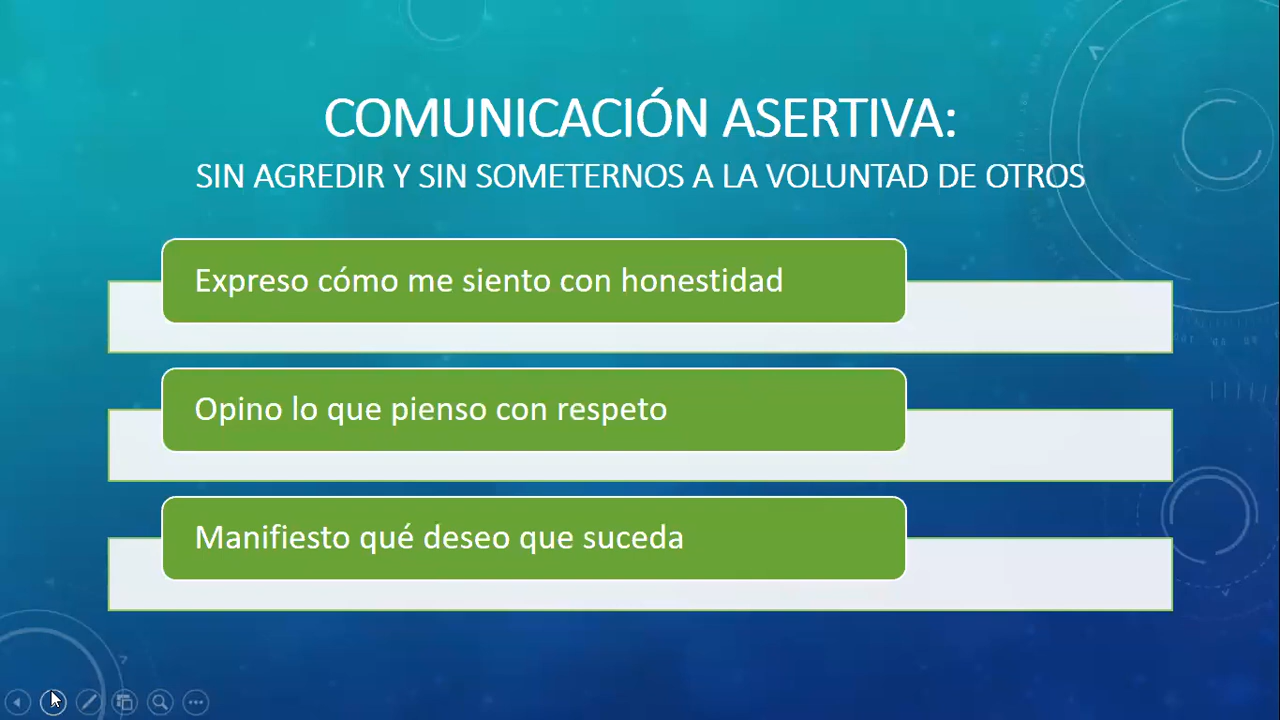 COMUNICACIÓN ASERTIVA:
SIN AGREDIR Y SIN SOMETERNOS A LA VOLUNTAD DE OTROS
Expreso cómo me siento con honestidad
Opino lo que pienso con respeto
Manifiesto qué deseo que suceda